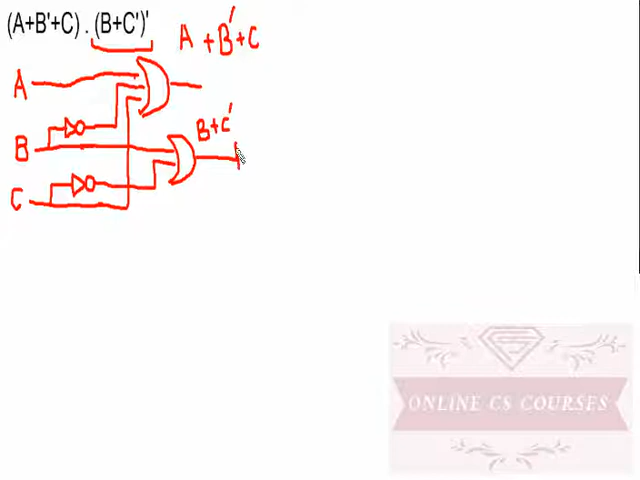 (A+B'+C) . (B+C')'
A + B' + C
A
B + C'
B
C
ONLINE CS COURSES